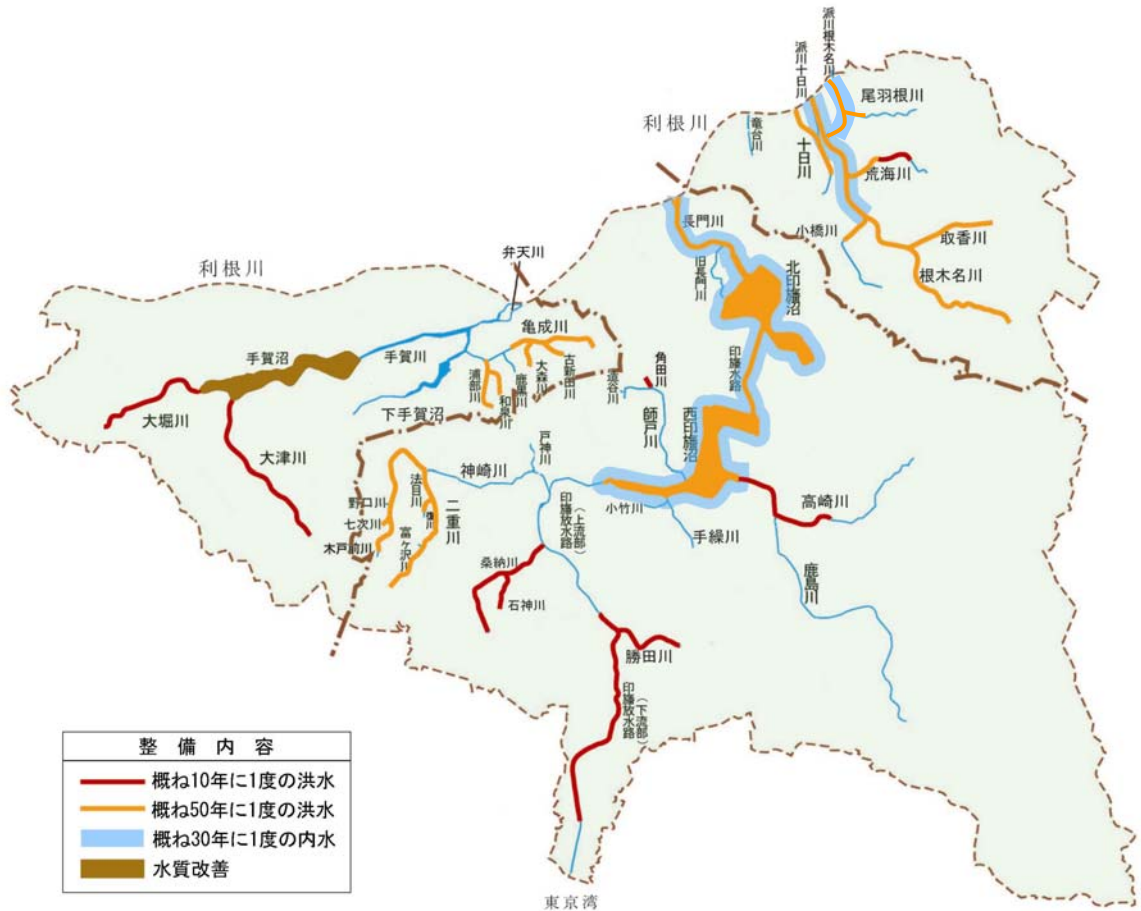 派川根木名川
派川十日川
尾羽根川
利根川
竜台川
十日川
荒海川
長門川
小橋川
取香川
旧長門川
北印旛沼
根木名川
弁天川
利根川
亀成川
手賀沼
手賀川
浦部川
和泉川
鹿黒川
大森川
古新田川
印旛水路
角田川
造谷川
師戸川
西印旛沼
下手賀沼
大堀川
大津川
戸神川
神崎川
法目川
二重川
野口川
七次川
木戸前川
富ヶ沢川
印旛放水路
(上流部)
小竹川
手繰川
高崎川
鹿島川
桑納川
石神川
勝田川
印旛放水路
(下流部)
整備内容
概ね10年に1度の洪水
概ね50年に1度の洪水
概ね30年に1度の内水
水質改善
東京湾